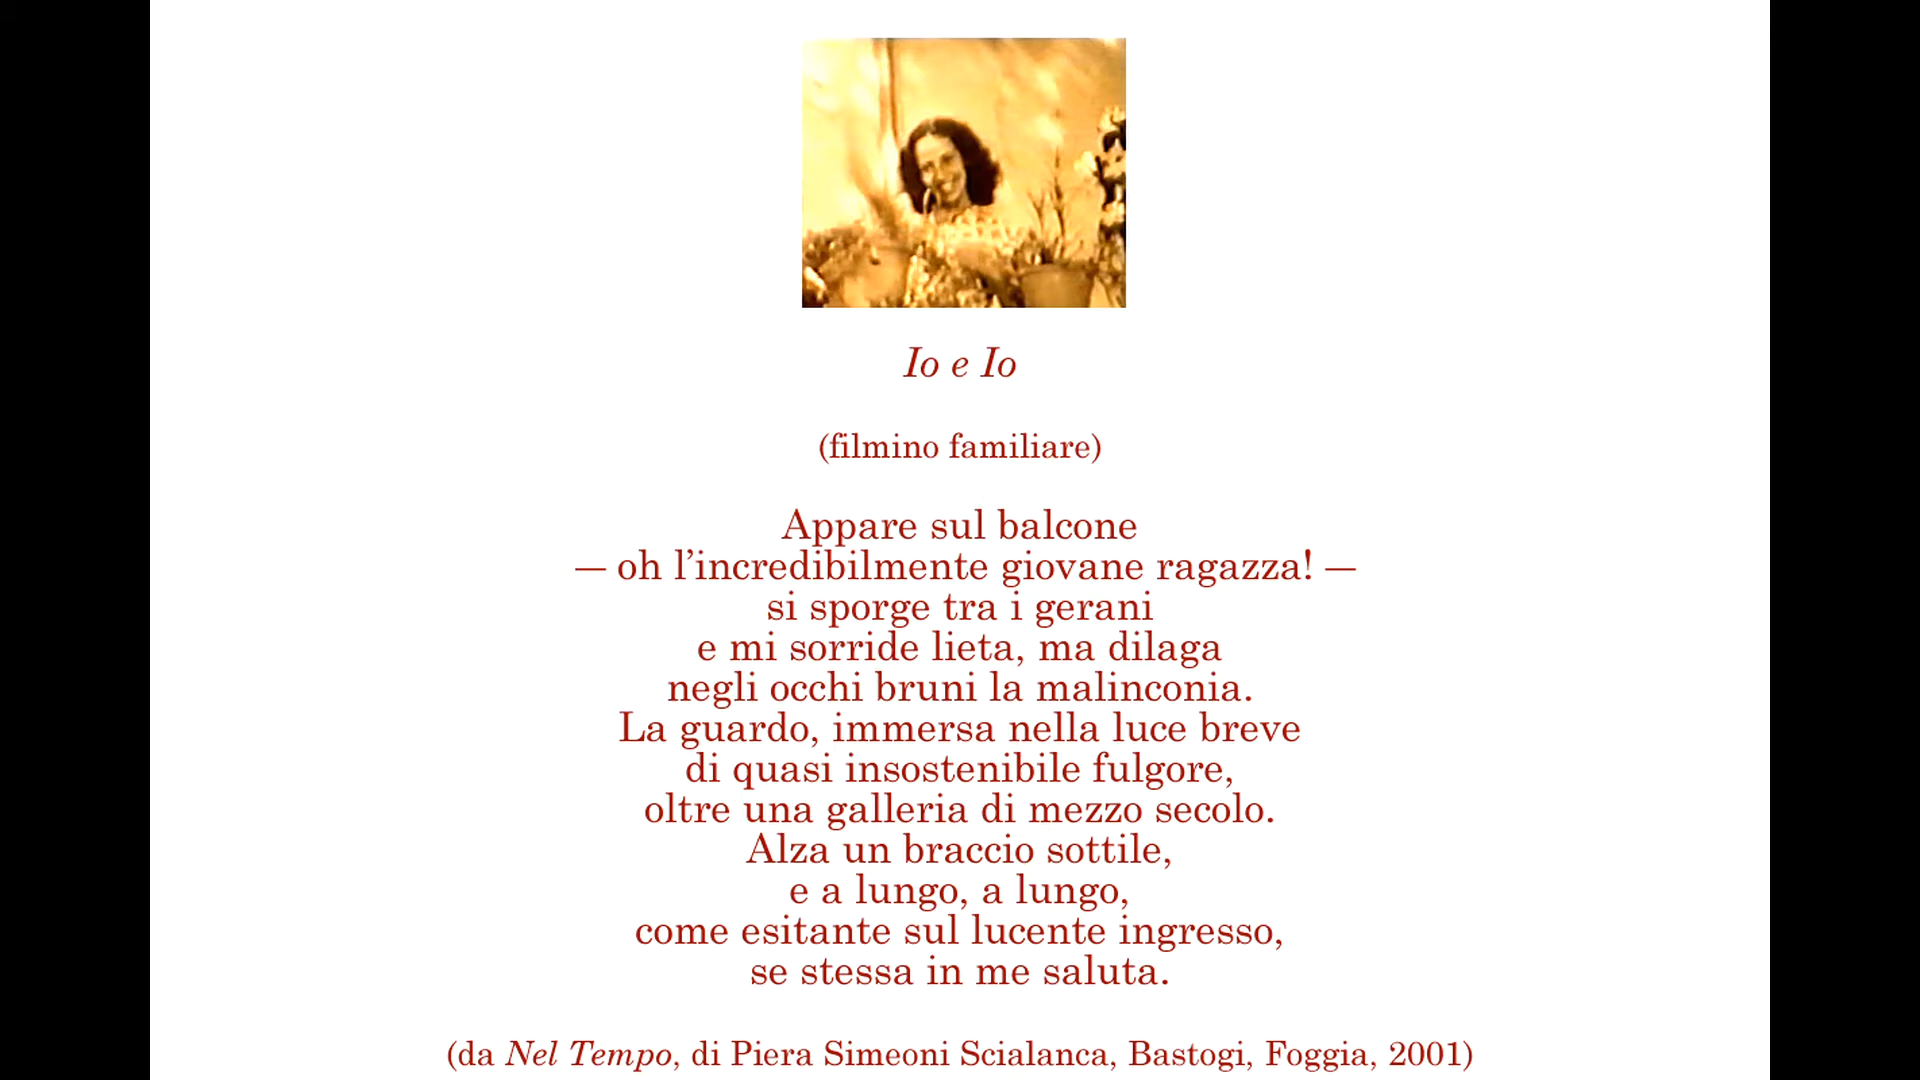 Io e Io
(filmino familiare)
Appare sul balcone
— oh l’incredibilmente giovane ragazza! —
si sporge tra i gerani
e mi sorride lieta, ma dilaga
negli occhi bruni la malinconia.
La guardo, immersa nella luce breve
di quasi insostenibile fulgore,
oltre una galleria di mezzo secolo.
Alza un braccio sottile,
e a lungo, a lungo,
come esitante sul lucente ingresso,
se stessa in me saluta.
(da Nel Tempo, di Piera Simeoni Scialanca, Bastogi, Foggia, 2001)